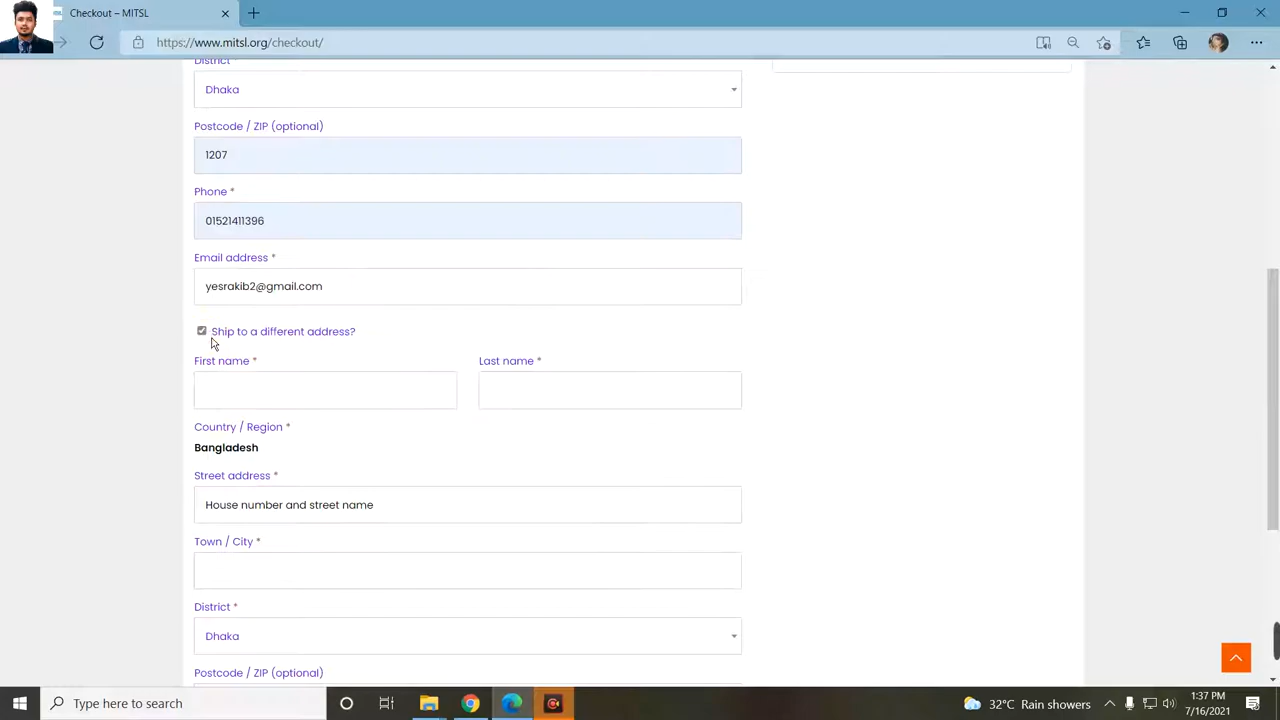 Checkout – MITSL
https://www.mitsl.org/checkout/
District
Dhaka
Postcode / ZIP (optional)
1207
Phone *
01521411396
Email address *
yesrakib2@gmail.com
Ship to a different address?
First name *
Last name *
Country / Region *
Bangladesh
Street address *
House number and street name
Town / City *
District *
Dhaka
Postcode / ZIP (optional)
Type here to search
32°C Rain showers
1:37 PM
7/16/2021